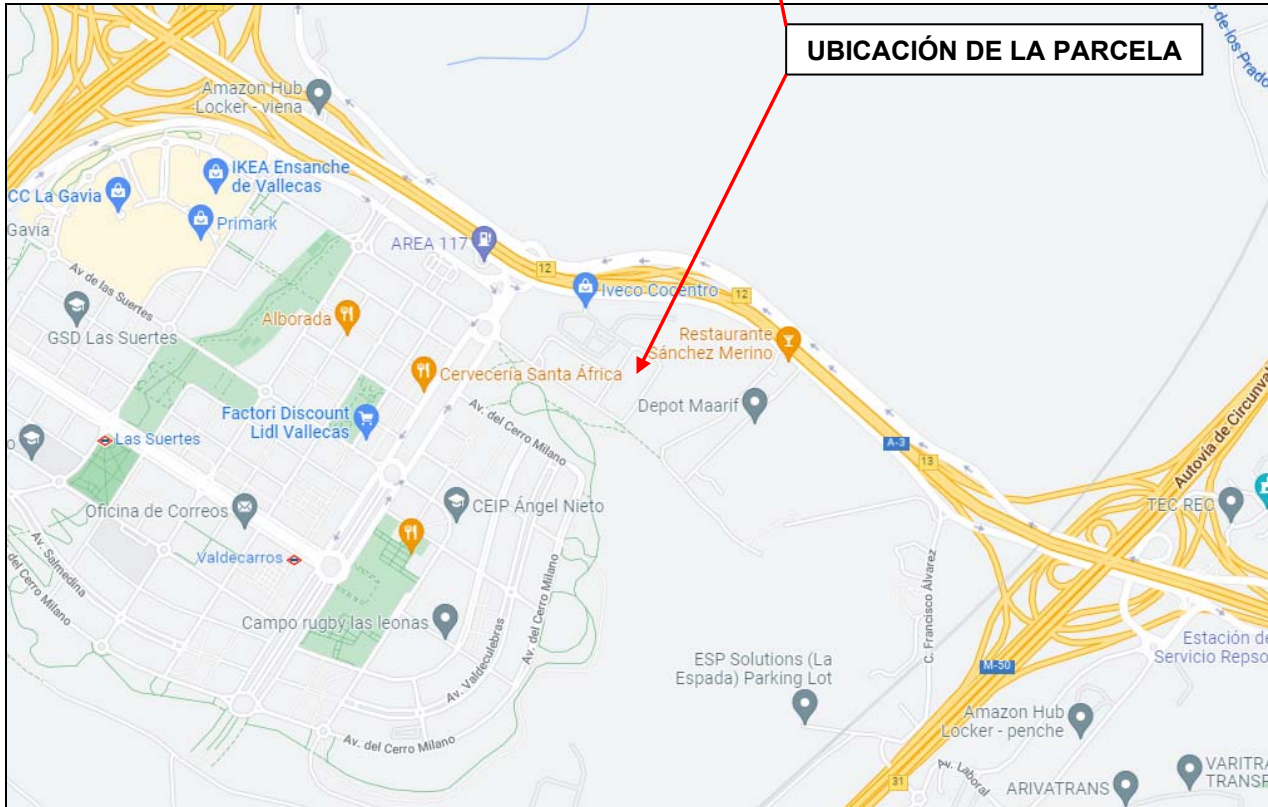 UBICACIÓN DE LA PARCELA
o de los Prado
Amazon Hub
Locker - viena
IKEA Ensanche
de Vallecas
CC La Gavia
Primark
Gavia
AREA 117
12
Iveco Cocentro
12
Av de las Suertes
GSD Las Suertes
Alborada
Restaurante
Sánchez Merino
Cervecería Santa África
Depot Maarif
Av. del Cerro Milano
Factori Discount
Lidl Vallecas
Las Suertes
o
A-3
13
Autovía de Circunval
TEC REC
Oficina de Correos
CEIP Ángel Nieto
Valdecarros
Av. Salmedina
del Cerro Milano
Av. del Cerro Milano
C. Francisco Álvarez
Campo rugby las leonas
Av. Valdeculebras
Estación de
Servicio Repso
ESP Solutions (La
Espada) Parking Lot
M-50
Amazon Hub
Locker - penche
Av. del Cerro Milano
31
Av. Laboral
ARIVATRANS
VARITRA
TRANSP